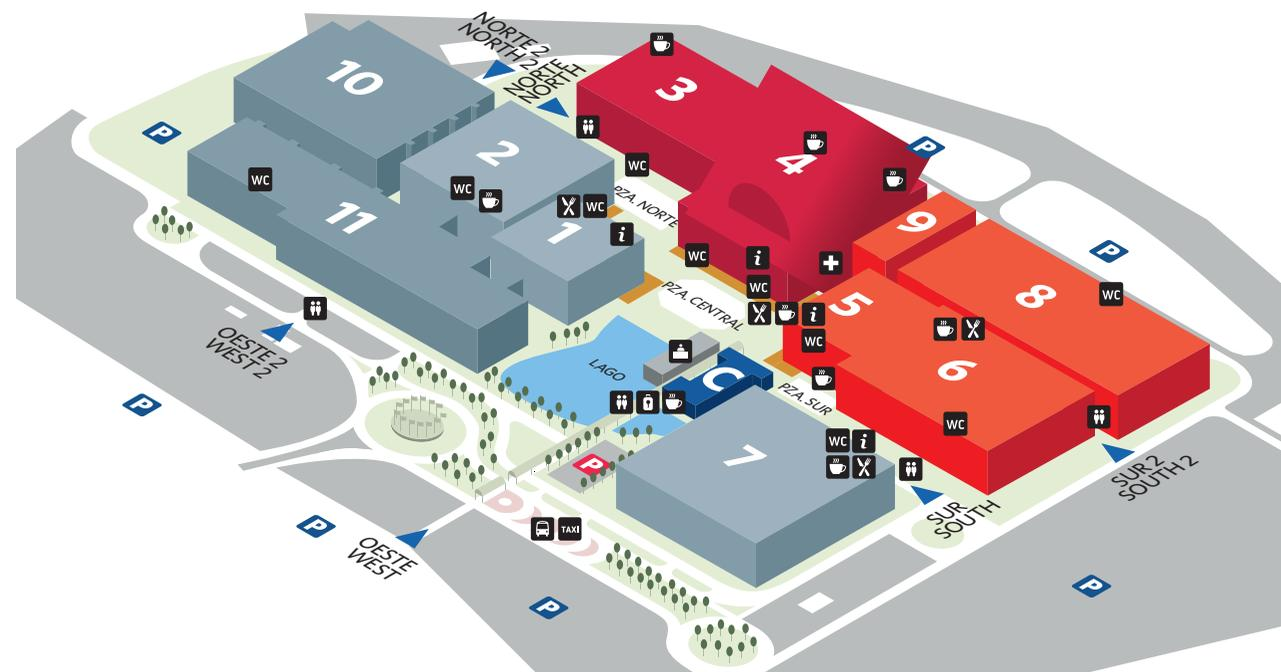 NORTE 2
NORTH 2
NORTE
NORTH
10
3
P
4
P
2
WC
WC
WC
PZA. NORTE
9
11
1
WC
i
WC
i
P
PZA. CENTRAL
WC
5
8
WC
i
WC
OESTE 2
WEST 2
LAGO
C
6
PZA. SUR
P
WC
WC
i
7
P
SUR 2
SOUTH 2
SUR
SOUTH
P
TAXI
OESTE
WEST
P
P